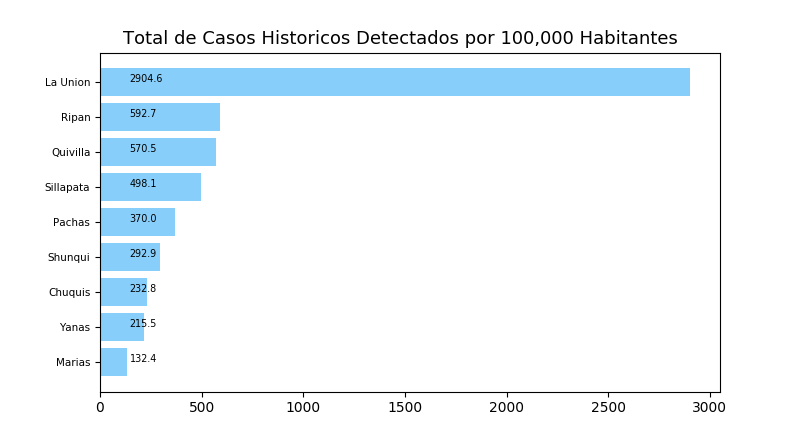 Total de Casos Historicos Detectados por 100,000 Habitantes
La Union 2904.6
Ripan 592.7
Quivilla 570.5
Sillapata 498.1
Pachas 370.0
Shunqui 292.9
Chuquis 232.8
Yanas 215.5
Marias 132.4
0 500 1000 1500 2000 2500 3000